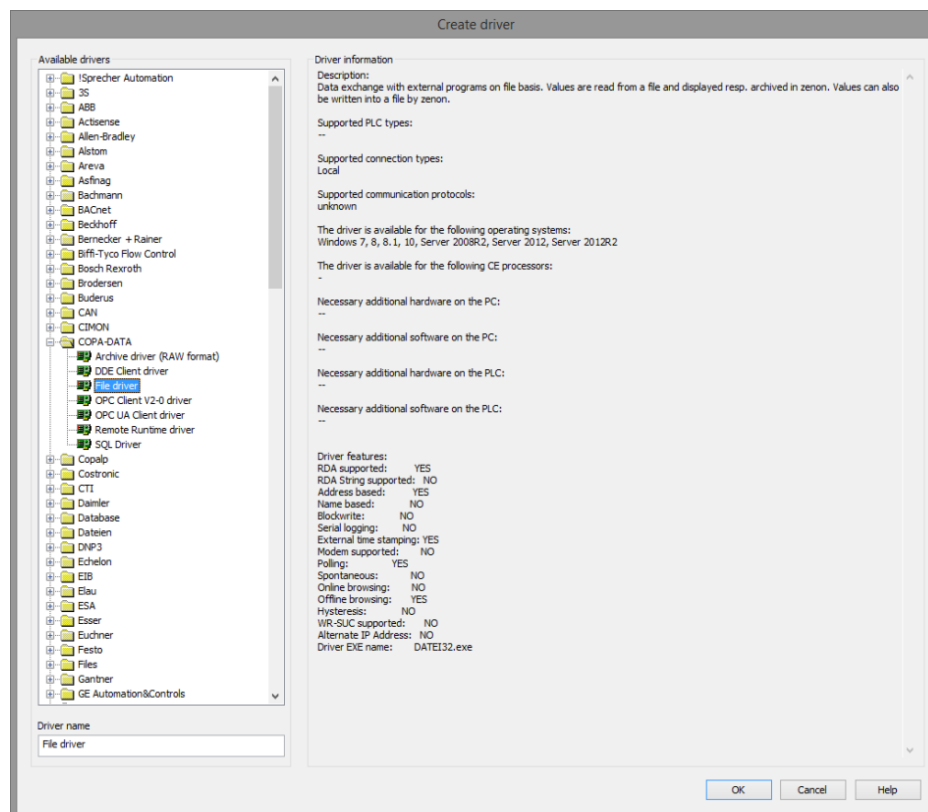 Create driver
Available drivers
!Sprecher Automation
3S
ABB
Actisense
Allen-Bradley
Alstom
Areva
Asfinag
Bachmann
BACnet
Beckhoff
Bernecker + Rainer
Biffi-Tyco Flow Control
Bosch Rexroth
Brodersen
Buderus
CAN
CIMON
COPA-DATA
Archive driver (RAW format)
DDE Client driver
File driver
OPC Client V2-0 driver
OPC UA Client driver
Remote Runtime driver
SQL Driver
Copalp
Costronic
CTI
Daimler
Database
Dateien
DNP3
Echelon
EIB
Elau
ESA
Esser
Euchner
Festo
Files
Gantner
GE Automation&Controls
Driver name
File driver
Driver information
Description:
Data exchange with external programs on file basis. Values are read from a file and displayed resp. archived in zenon. Values can also
be written into a file by zenon.
Supported PLC types:
--
Supported connection types:
Local
Supported communication protocols:
unknown
The driver is available for the following operating systems:
Windows 7, 8, 8.1, 10, Server 2008R2, Server 2012, Server 2012R2
The driver is available for the following CE processors:
-
Necessary additional hardware on the PC:
--
Necessary additional software on the PC:
--
Necessary additional hardware on the PLC:
--
Necessary additional software on the PLC:
--
Driver features:
RDA supported: YES
RDA String supported: NO
Address based: YES
Name based: NO
Blockwrite: NO
Serial logging: NO
External time stamping: YES
Modem supported: NO
Polling: YES
Spontaneous: NO
Online browsing: NO
Offline browsing: YES
Hysteresis: NO
WR-SUC supported: NO
Alternate IP Address: NO
Driver EXE name: DATEI32.exe
OK Cancel Help